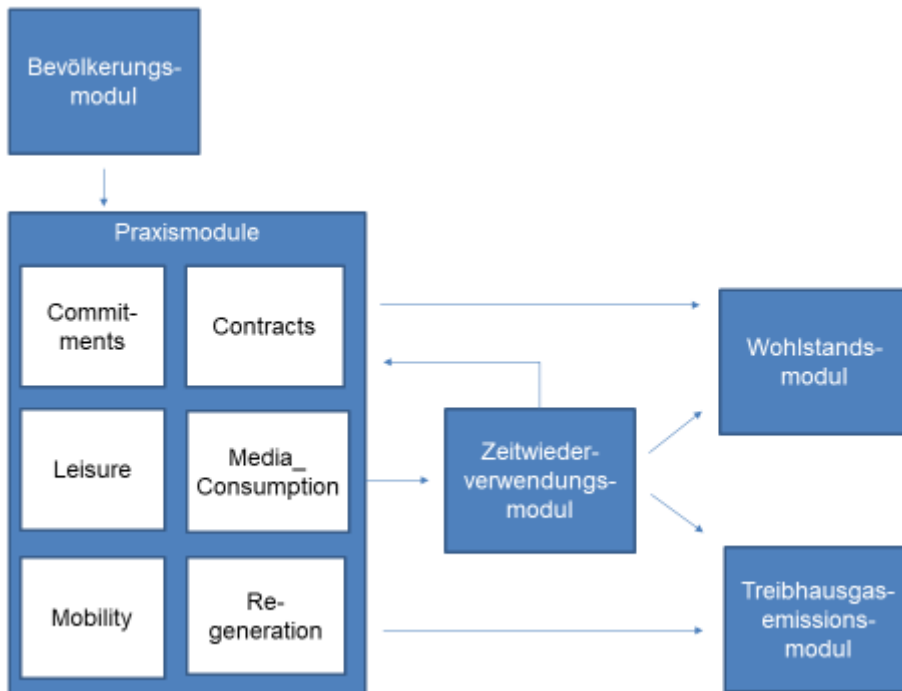 Bevölkerungs-
modul
Praxismodule
Commit-
ments
Contracts
Leisure
Media_
Consumption
Mobility
Re-
generation
Zeitwieder-
verwendungs-
modul
Wohlstands-
modul
Treibhausgas-
emissions-
modul